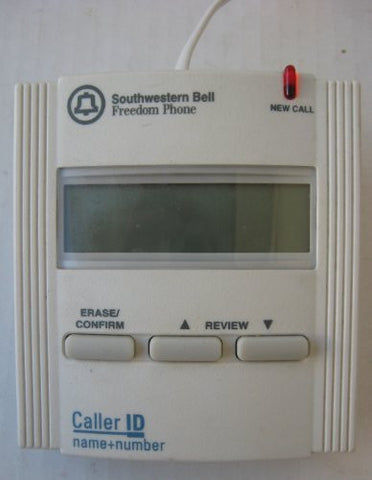 Southwestern Bell
Freedom Phone
NEW CALL
ERASE/
CONFIRM
▲ REVIEW ▼
Caller ID
name+number